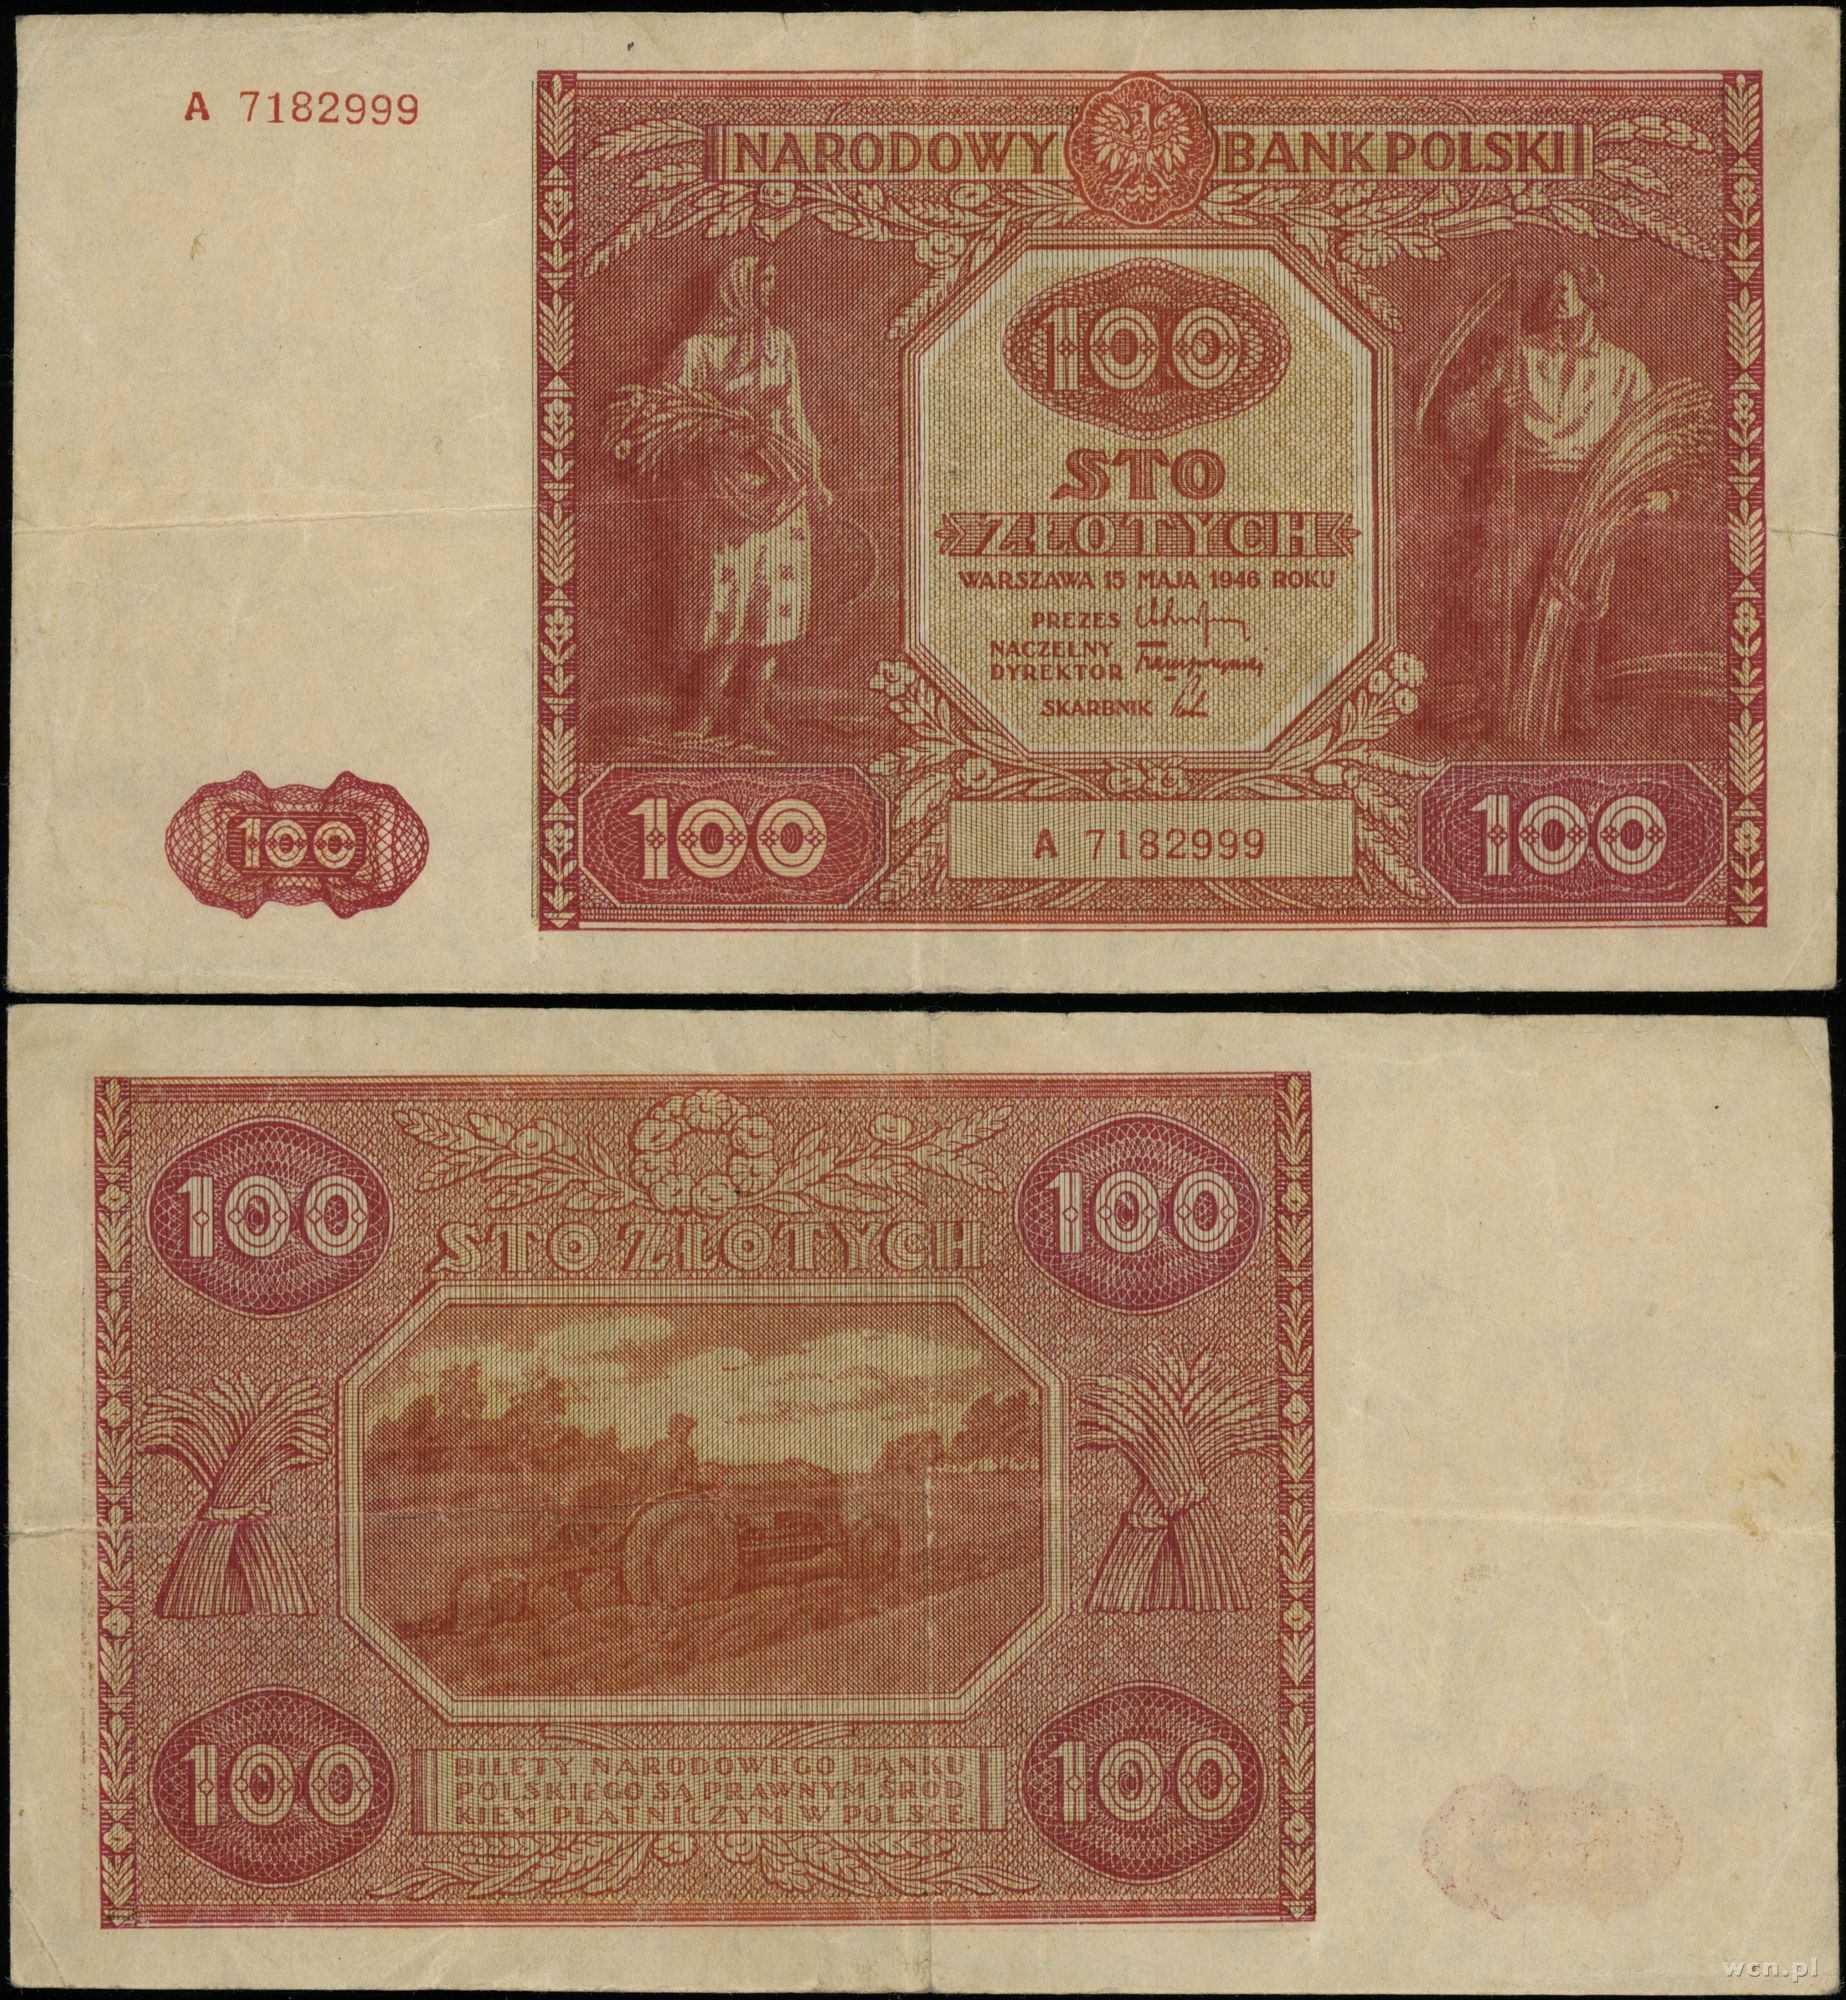 A 7182999
NARODOWY BANK POLSKI
100
STO
ZŁOTYCH
WARSZAWA 15 MAJA 1946 ROKU
PREZES
NACZELNY
DYREKTOR
SKARBNIK
100
100
A 7182999
100
100
100
STO ZŁOTYCH
100
100
BILETY NARODOWEGO BANKU
POLSKIEGO SĄ PRAWNYM ŚROD
KIEM PŁATNICZYM W POLSCE.
wcn.pl